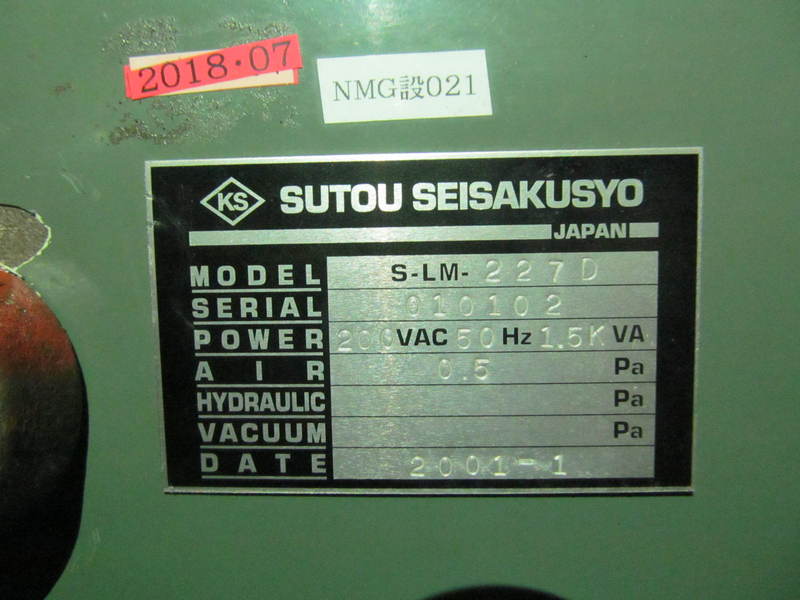 2018・07
NMG設021
KS SUTOU SEISAKUSYO
JAPAN
MODEL S-LM-227D
SERIAL 010102
POWER 200 VAC 50 Hz 1.5K VA
AIR 0.5 Pa
HYDRAULIC Pa
VACUUM Pa
DATE 2001-1